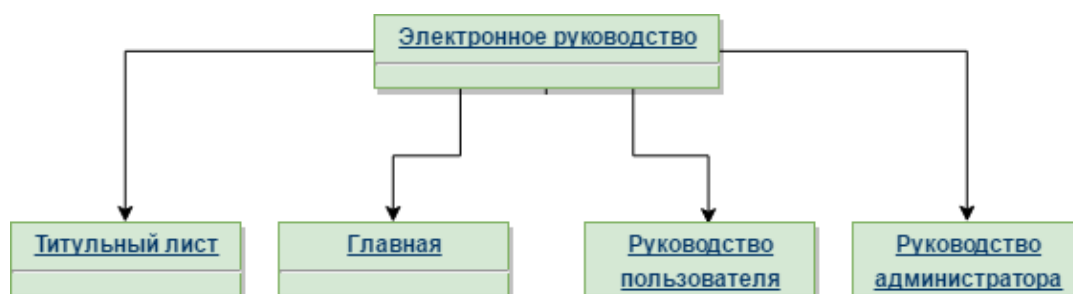 Электронное руководство
Титульный лист
Главная
Руководство
пользователя
Руководство
администратора